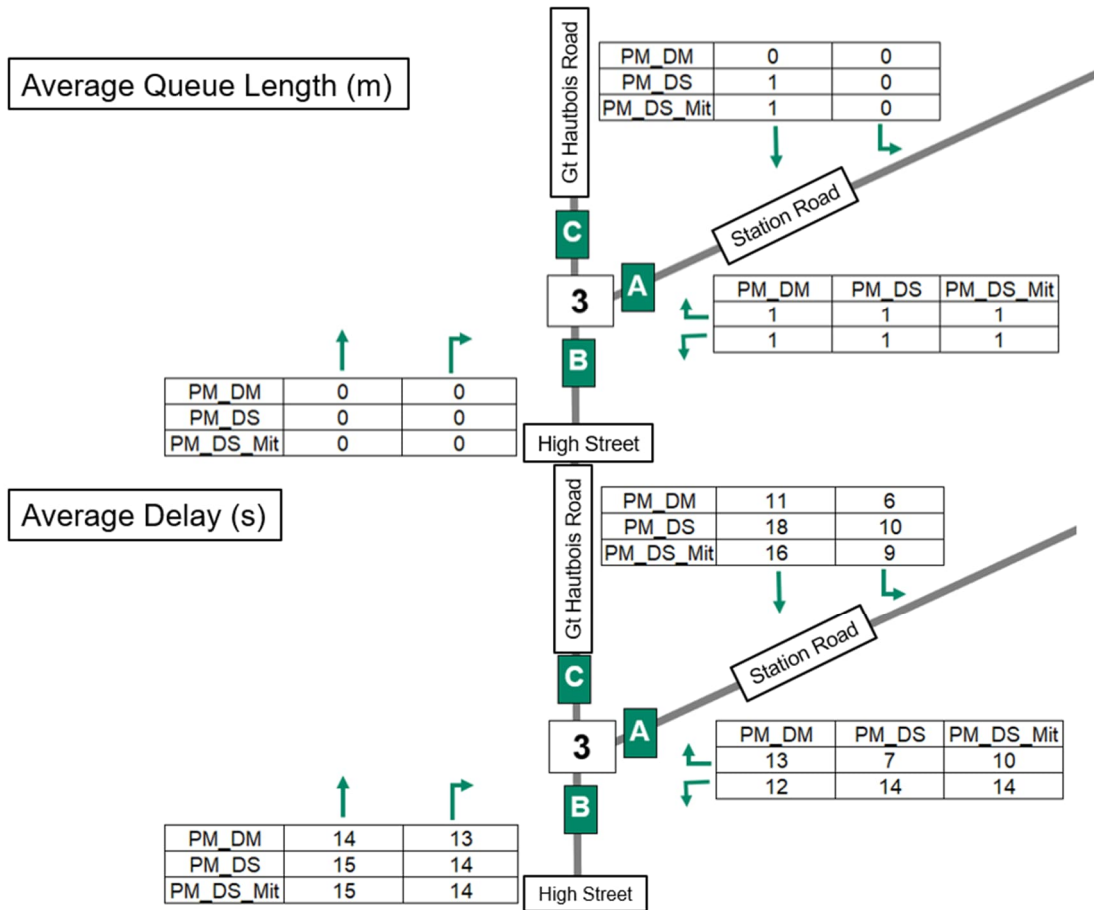 Average Queue Length (m)
Gt Hautbois Road
PM_DM 0 0
PM_DS 1 0
PM_DS_Mit 1 0
Station Road
C
A
3
PM_DM PM_DS PM_DS_Mit
1 1 1
1 1 1
B
PM_DM 0 0
PM_DS 0 0
PM_DS_Mit 0 0
High Street
Average Delay (s)
Gt Hautbois Road
PM_DM 11 6
PM_DS 18 10
PM_DS_Mit 16 9
Station Road
C
A
3
PM_DM PM_DS PM_DS_Mit
13 7 10
12 14 14
B
PM_DM 14 13
PM_DS 15 14
PM_DS_Mit 15 14
High Street